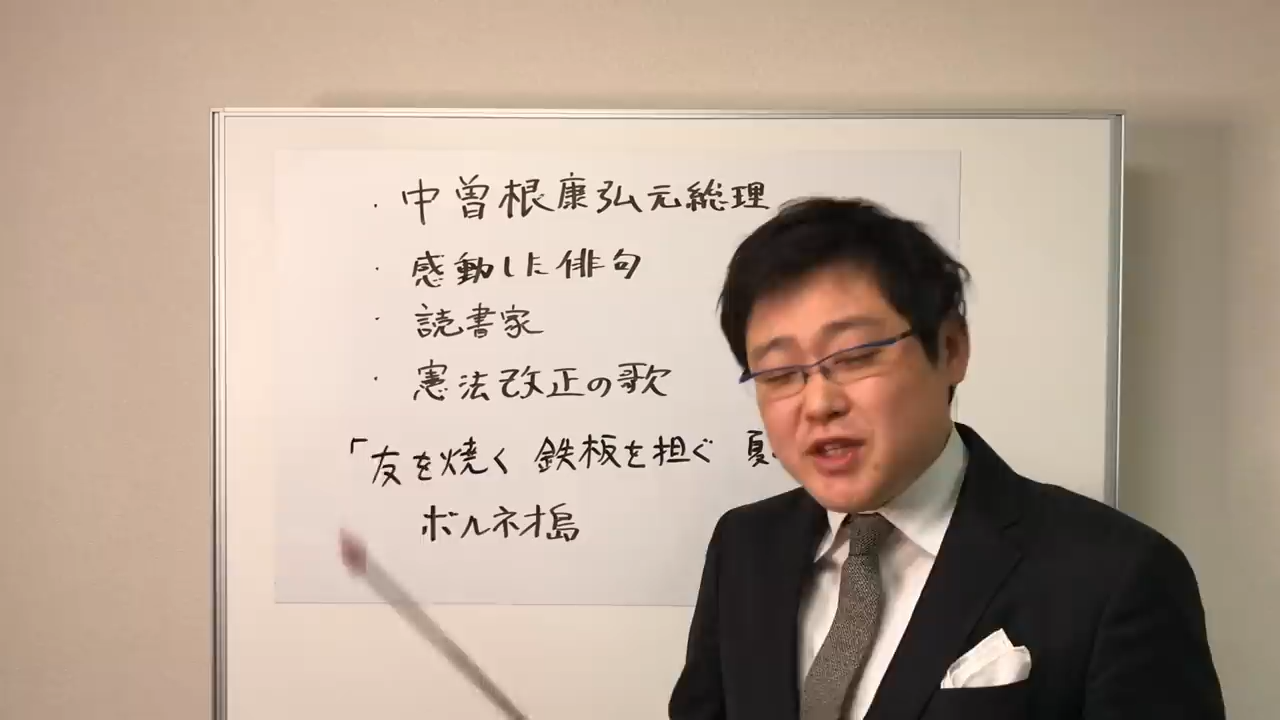 ・中曽根康弘元総理
・感動した俳句
・読書家
・憲法改正の歌
「友を焼く 鉄板を担ぐ 夏
ボルネオ島